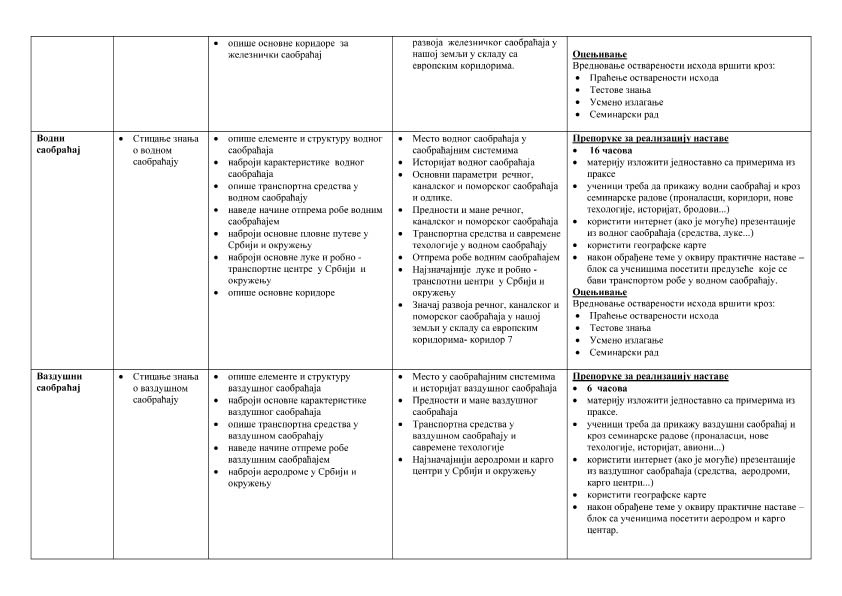 опише основне коридоре за
железнички саобраћај
развоја железничког саобраћаја у
нашој земљи у складу са
европским коридорима.
Оцењивање
Вредновање остварености исхода вршити кроз:
Праћење остварености исхода
Тестове знања
Усмено излагање
Семинарски рад
Водни
саобраћај
Стицање знања
о водном
саобраћају
опише елементе и структуру водног
саобраћаја
наброји карактеристике водног
саобраћаја
опише транспортна средства у
водном саобраћају
наведе начине отпрема робе водним
саобраћајем
наброји основне пловне путеве у
Србији и окружењу
наброји основне луке и робно -
транспортне центре у Србији и
окружењу
опише основне коридоре
Место водног саобраћаја у
саобраћајним системима
Историјат водног саобраћаја
Основни параметри речног,
каналског и поморског саобраћаја
и одлике.
Предности и мане речног,
каналског и поморског саобраћаја
Транспортна средства и савремене
техологије у водном саобраћају
Отпрема робе водним саобраћајем
Најзначајније луке и робно -
транспотни центри у Србији и
окружењу
Значај развоја речног, каналског и
поморског саобраћаја у нашој
земљи у складу са европским
коридорима- коридор 7
Препоруке за реализацију наставе
16 часова
материју изложити једноставно са примерима из
праксе
ученици треба да прикажу водни саобраћај и кроз
семинарске радове (проналасци, коридори, нове
техологије, историјат, бродови...)
користити интернет (ако је могуће) презентације
из водног саобраћаја (средства, луке...)
користити географске карте
након обрађене теме у оквиру практичне наставе –
блок са ученицима посетити предузеће које се
бави транспортом робе у водном саобраћају.
Оцењивање
Вредновање остварености исхода вршити кроз:
Праћење остварености исхода
Тестове знања
Усмено излагање
Семинарски рад
Ваздушни
саобраћај
Стицање знања
о ваздушном
саобраћају
опише елементе и структуру
ваздушног саобраћаја
наброји основне карактеристике
ваздушног саобраћаја
опише транспортна средства у
ваздушном саобраћају
наведе начине отпреме робе
ваздушним саобраћајем
наброји аеродроме у Србији и
окружењу
Место у саобраћајним системима
и историјат ваздушног саобраћаја
Предности и мане ваздушног
саобраћаја
Транспортна средства у
ваздушном саобраћају и
савремене техологије
Најзначајнији аеродроми и карго
центри у Србији и окружењу
Препоруке за реализацију наставе
6 часова
материју изложити једноставно са примерима из
праксе.
ученици треба да прикажу ваздушни саобраћај и
кроз семинарске радове (проналасци, нове
техологије, историјат, авиони...)
користити интернет (ако је могуће) презентације
из ваздушног саобраћаја (средства, аеродроми,
карго центри...)
користити географске карте
након обрађене теме у оквиру практичне наставе –
блок са ученицима посетити аеродром и карго
центар.